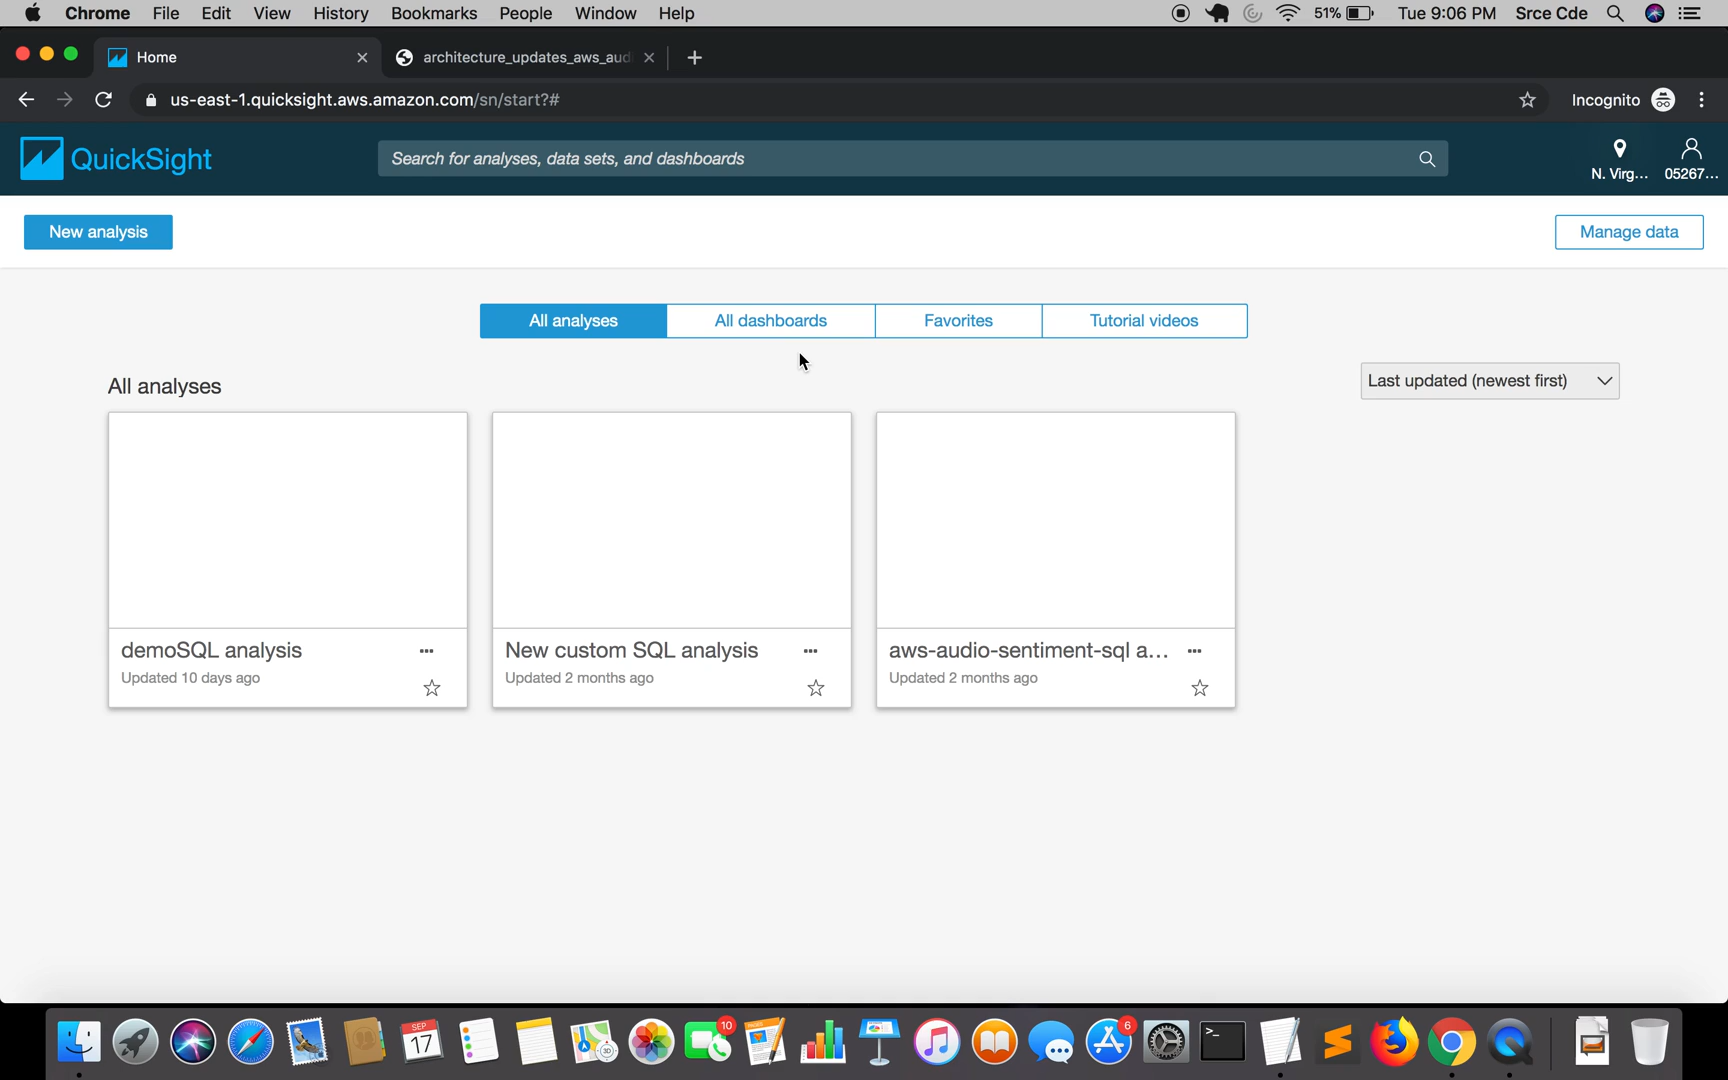 Chrome File Edit View History Bookmarks People Window Help 51% Tue 9:06 PM Srce Cde
Home architecture_updates_aws_aud
us-east-1.quicksight.aws.amazon.com/sn/start?# Incognito
QuickSight Search for analyses, data sets, and dashboards N. Virg... 05267...
New analysis Manage data
All analyses All dashboards Favorites Tutorial videos
All analyses Last updated (newest first)
demoSQL analysis ... New custom SQL analysis ... aws-audio-sentiment-sql a... ...
Updated 10 days ago Updated 2 months ago Updated 2 months ago
SEP 17 3D 10 PAGES 6 >_